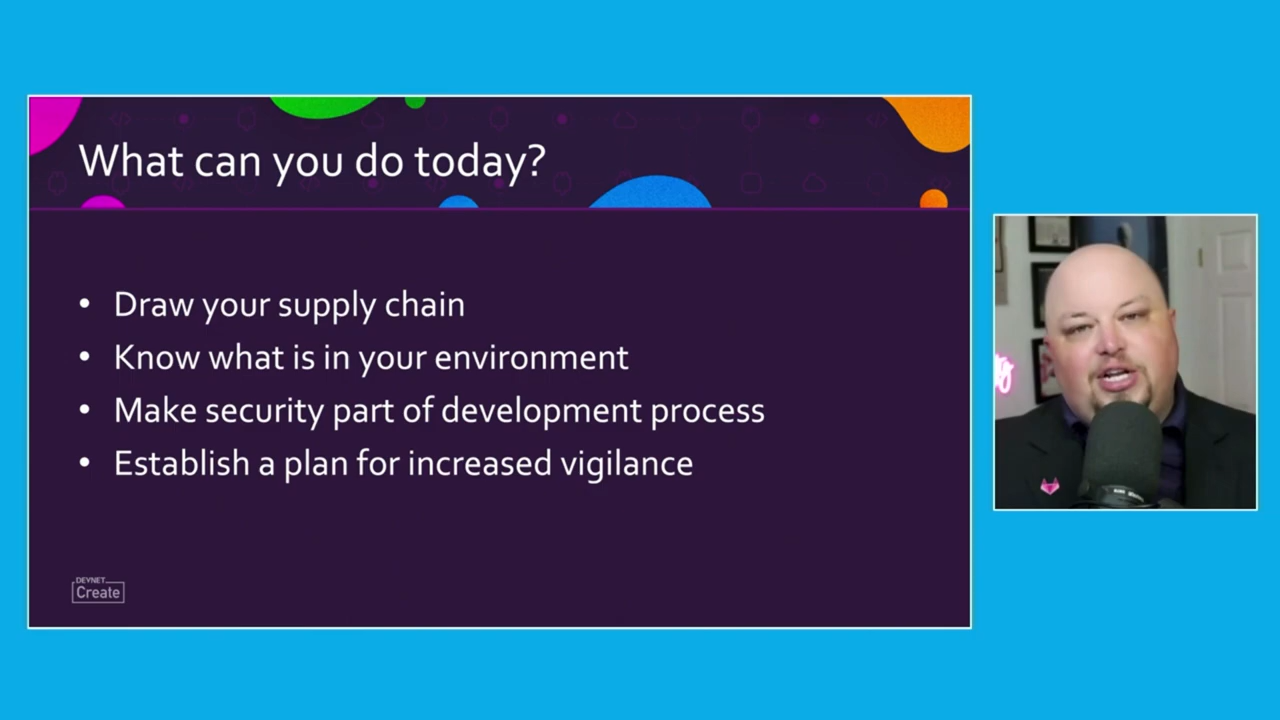 What can you do today?
• Draw your supply chain
• Know what is in your environment
• Make security part of development process
• Establish a plan for increased vigilance
DEVNET
Create